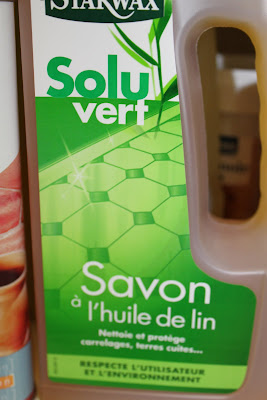 STARWAX
Solu
vert
Savon
à l'huile de lin
Nettoie et protège
carrelages, terres cuites...
RESPECTE L'UTILISATEUR
ET L'ENVIRONNEMENT